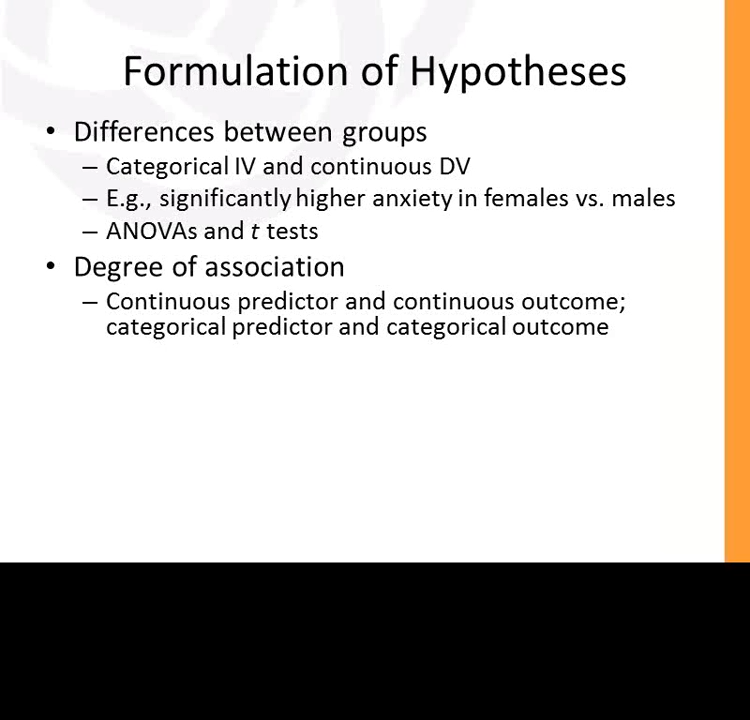 Formulation of Hypotheses
• Differences between groups
– Categorical IV and continuous DV
– E.g., significantly higher anxiety in females vs. males
– ANOVAs and t tests
• Degree of association
– Continuous predictor and continuous outcome;
categorical predictor and categorical outcome